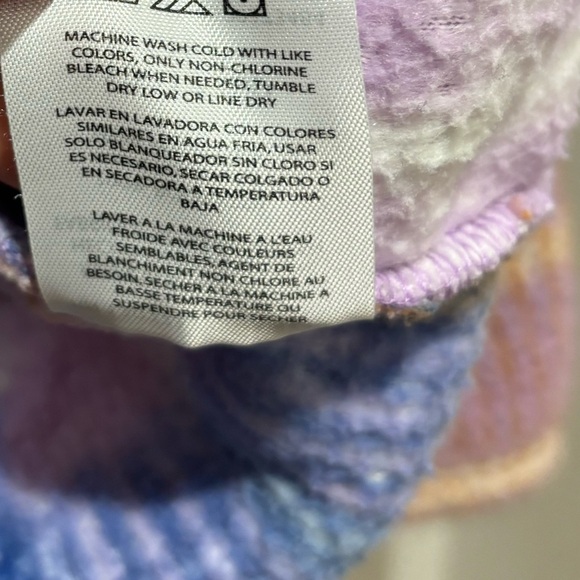 MACHINE WASH COLD WITH LIKE
COLORS, ONLY NON-CHLORINE
BLEACH WHEN NEEDED, TUMBLE
DRY LOW OR LINE DRY
LAVAR EN LAVADORA CON COLORES
SIMILARES EN AGUA FRIA, USAR
SOLO BLANQUEADOR SIN CLORO SI
ES NECESARIO, SECAR COLGADO O
EN SECADORA A TEMPERATURA
BAJA
LAVER A LA MACHINE A L'EAU
FROIDE AVEC COULEURS
SEMBLABLES, AGENT DE
BLANCHIMENT NON CHLORE AU
BESOIN, SECHER A LA MACHINE A
BASSE TEMPERATURE OU
SUSPENDRE POUR SECHER